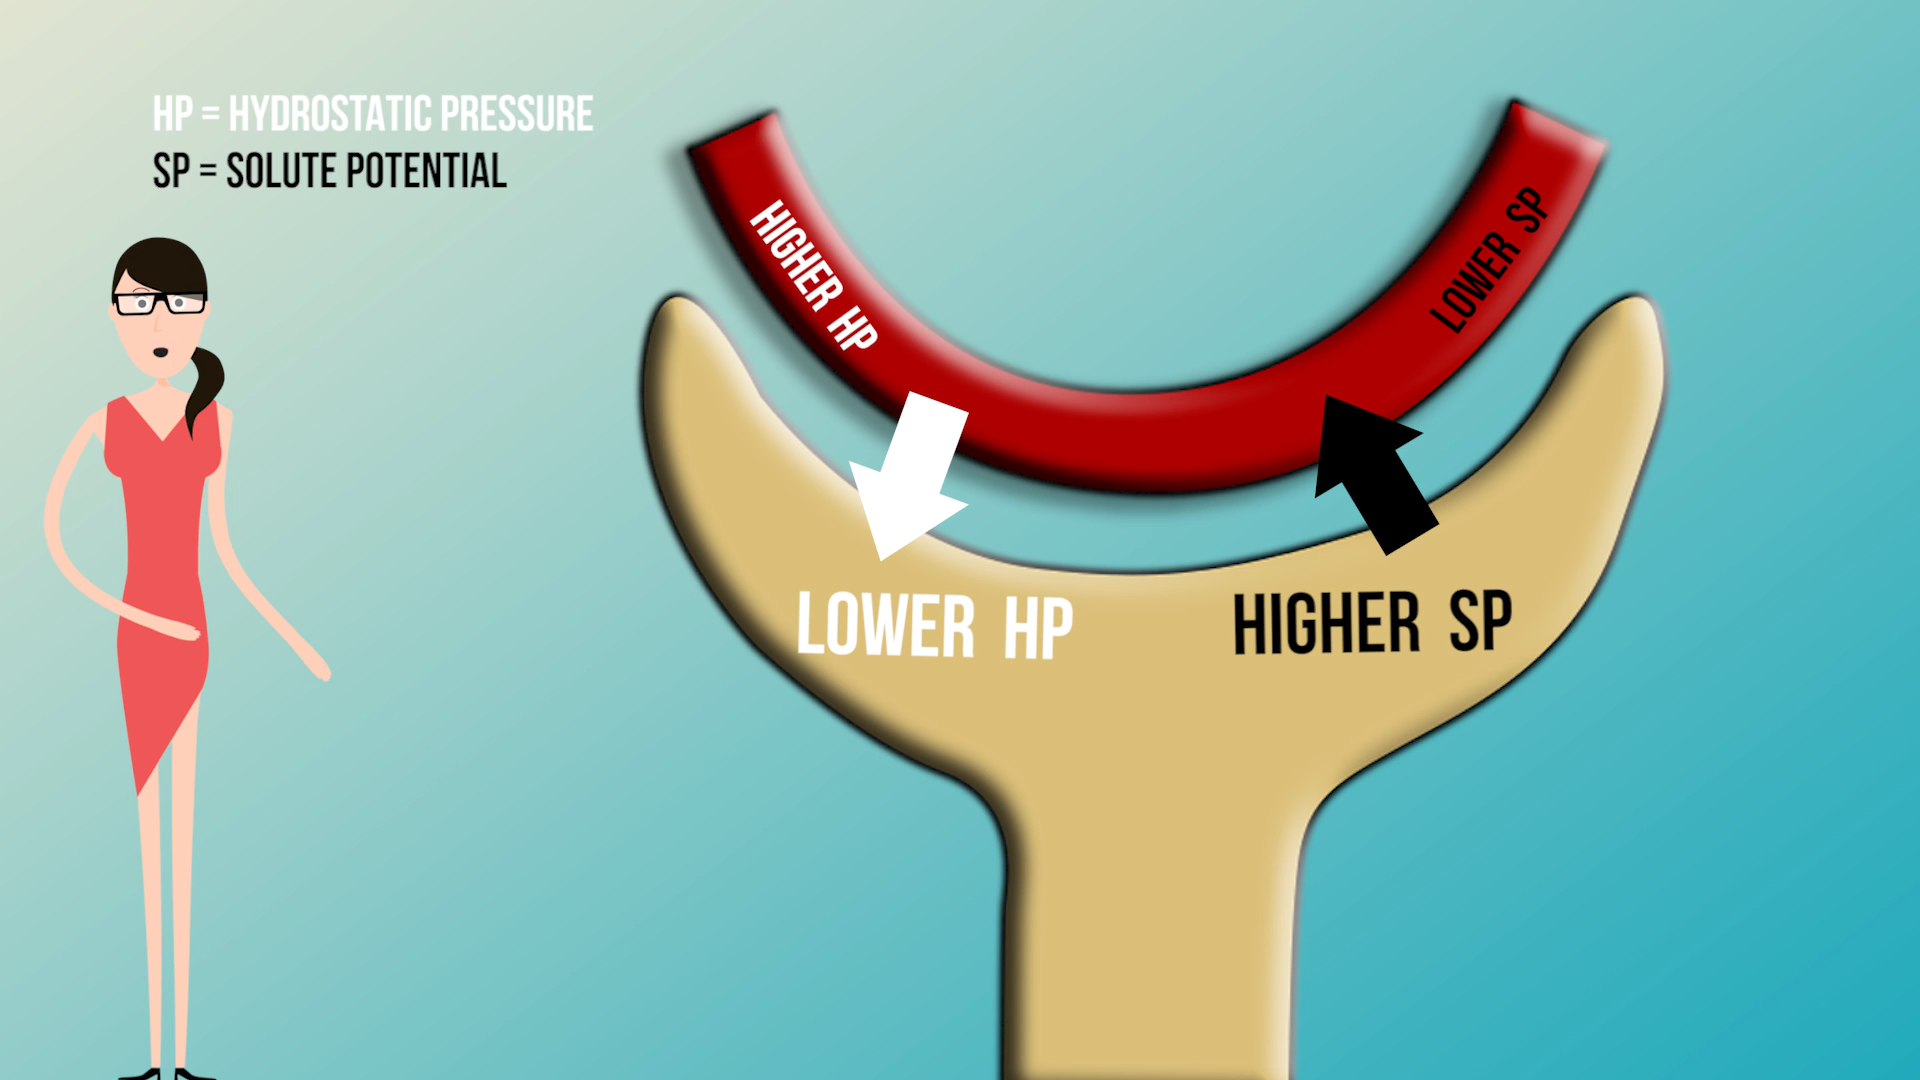 HP = HYDROSTATIC PRESSURE
SP = SOLUTE POTENTIAL
HIGHER HP
LOWER SP
LOWER HP
HIGHER SP